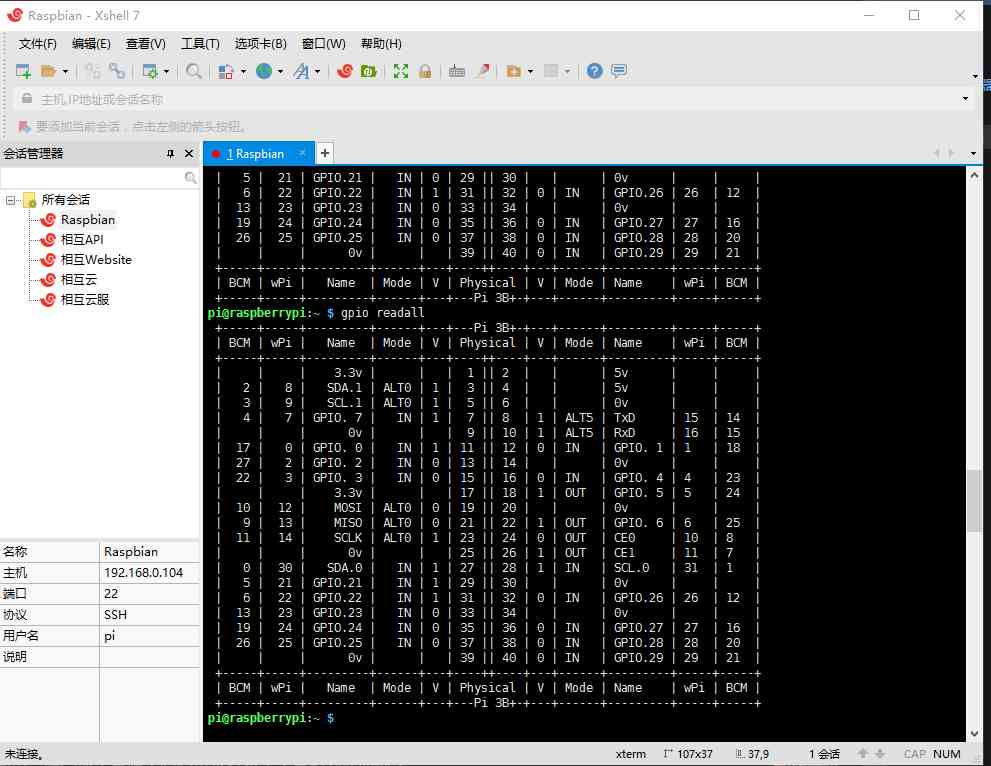 Raspbian - Xshell 7
文件(F) 编辑(E) 查看(V) 工具(T) 选项卡(B) 窗口(W) 帮助(H)
主机,IP地址或会话名称
要添加当前会话，点击左侧的箭头按钮。
会话管理器
所有会话
Raspbian
相互API
相互Website
相互云
相互云服
名称 Raspbian
主机 192.168.0.104
端口 22
协议 SSH
用户名 pi
说明
1 Raspbian × +
|   5 |  21 | GPIO.21 |   IN | 0 | 29 || 30 |   |      | 0v      |     |     |
|   6 |  22 | GPIO.22 |   IN | 1 | 31 || 32 | 0 | IN   | GPIO.26 | 26  | 12  |
|  13 |  23 | GPIO.23 |   IN | 0 | 33 || 34 |   |      | 0v      |     |     |
|  19 |  24 | GPIO.24 |   IN | 0 | 35 || 36 | 0 | IN   | GPIO.27 | 27  | 16  |
|  26 |  25 | GPIO.25 |   IN | 0 | 37 || 38 | 0 | IN   | GPIO.28 | 28  | 20  |
|     |     |      0v |      |   | 39 || 40 | 0 | IN   | GPIO.29 | 29  | 21  |
+-----+-----+---------+------+---+----++----+---+------+---------+-----+-----+
| BCM | wPi |   Name  | Mode | V | Physical | V | Mode | Name    | wPi | BCM |
+-----+-----+---------+------+---+---Pi 3B+-+---+------+---------+-----+-----+
pi@raspberrypi:~ $ gpio readall
+-----+-----+---------+------+---+---Pi 3B+-+---+------+---------+-----+-----+
| BCM | wPi |   Name  | Mode | V | Physical | V | Mode | Name    | wPi | BCM |
+-----+-----+---------+------+---+----++----+---+------+---------+-----+-----+
|     |     |    3.3v |      |   |  1 || 2  |   |      | 5v      |     |     |
|   2 |   8 |   SDA.1 | ALT0 | 1 |  3 || 4  |   |      | 5v      |     |     |
|   3 |   9 |   SCL.1 | ALT0 | 1 |  5 || 6  |   |      | 0v      |     |     |
|   4 |   7 | GPIO. 7 |   IN | 1 |  7 || 8  | 1 | ALT5 | TxD     | 15  | 14  |
|     |     |      0v |      |   |  9 || 10 | 1 | ALT5 | RxD     | 16  | 15  |
|  17 |   0 | GPIO. 0 |   IN | 1 | 11 || 12 | 0 | IN   | GPIO. 1 | 1   | 18  |
|  27 |   2 | GPIO. 2 |   IN | 0 | 13 || 14 |   |      | 0v      |     |     |
|  22 |   3 | GPIO. 3 |   IN | 0 | 15 || 16 | 0 | IN   | GPIO. 4 | 4   | 23  |
|     |     |    3.3v |      |   | 17 || 18 | 1 | OUT  | GPIO. 5 | 5   | 24  |
|  10 |  12 |    MOSI | ALT0 | 0 | 19 || 20 |   |      | 0v      |     |     |
|   9 |  13 |    MISO | ALT0 | 0 | 21 || 22 | 1 | OUT  | GPIO. 6 | 6   | 25  |
|  11 |  14 |    SCLK | ALT0 | 1 | 23 || 24 | 0 | OUT  | CE0     | 10  | 8   |
|     |     |      0v |      |   | 25 || 26 | 1 | OUT  | CE1     | 11  | 7   |
|   0 |  30 |   SDA.0 |   IN | 1 | 27 || 28 | 1 | IN   | SCL.0   | 31  | 1   |
|   5 |  21 | GPIO.21 |   IN | 1 | 29 || 30 |   |      | 0v      |     |     |
|   6 |  22 | GPIO.22 |   IN | 1 | 31 || 32 | 0 | IN   | GPIO.26 | 26  | 12  |
|  13 |  23 | GPIO.23 |   IN | 0 | 33 || 34 |   |      | 0v      |     |     |
|  19 |  24 | GPIO.24 |   IN | 0 | 35 || 36 | 0 | IN   | GPIO.27 | 27  | 16  |
|  26 |  25 | GPIO.25 |   IN | 0 | 37 || 38 | 0 | IN   | GPIO.28 | 28  | 20  |
|     |     |      0v |      |   | 39 || 40 | 0 | IN   | GPIO.29 | 29  | 21  |
+-----+-----+---------+------+---+----++----+---+------+---------+-----+-----+
| BCM | wPi |   Name  | Mode | V | Physical | V | Mode | Name    | wPi | BCM |
+-----+-----+---------+------+---+---Pi 3B+-+---+------+---------+-----+-----+
pi@raspberrypi:~ $
未连接。 xterm 107x37 37,9 1 会话 CAP NUM